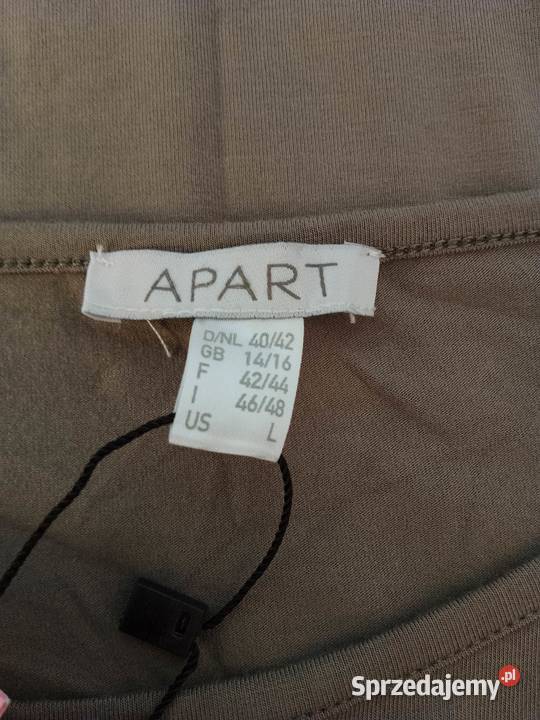 APART
D/NL 40/42
GB 14/16
F 42/44
I 46/48
US L
Sprzedajemy.pl